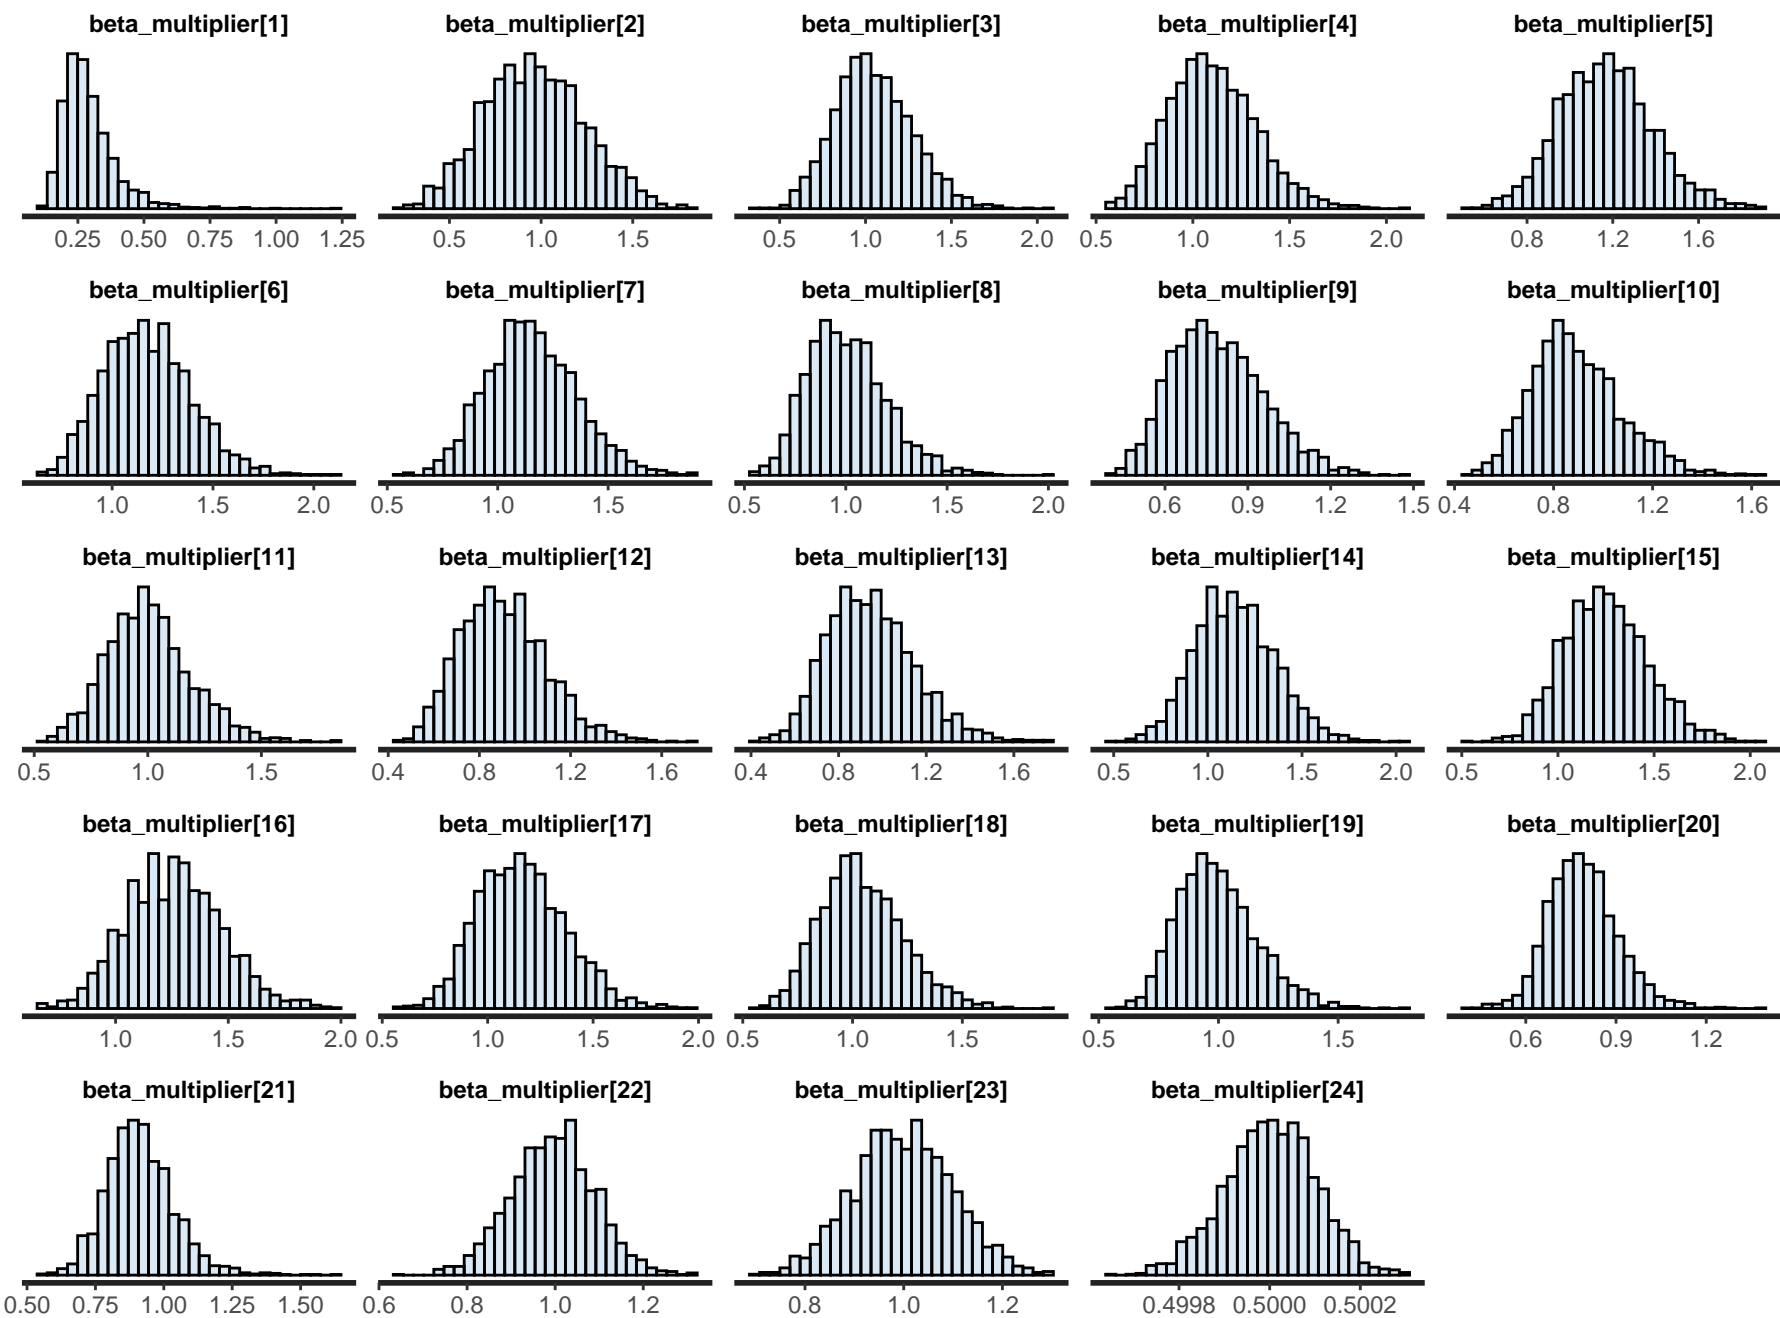 beta_multiplier[1] beta_multiplier[2] beta_multiplier[3] beta_multiplier[4] beta_multiplier[5]
0.25 0.50 0.75 1.00 1.25 0.5 1.0 1.5 0.5 1.0 1.5 2.0 0.5 1.0 1.5 2.0 0.8 1.2 1.6
beta_multiplier[6] beta_multiplier[7] beta_multiplier[8] beta_multiplier[9] beta_multiplier[10]
1.0 1.5 2.0 0.5 1.0 1.5 0.5 1.0 1.5 2.0 0.6 0.9 1.2 1.5 0.4 0.8 1.2 1.6
beta_multiplier[11] beta_multiplier[12] beta_multiplier[13] beta_multiplier[14] beta_multiplier[15]
0.5 1.0 1.5 0.4 0.8 1.2 1.6 0.4 0.8 1.2 1.6 0.5 1.0 1.5 2.0 0.5 1.0 1.5 2.0
beta_multiplier[16] beta_multiplier[17] beta_multiplier[18] beta_multiplier[19] beta_multiplier[20]
1.0 1.5 2.0 0.5 1.0 1.5 2.0 0.5 1.0 1.5 0.5 1.0 1.5 0.6 0.9 1.2
beta_multiplier[21] beta_multiplier[22] beta_multiplier[23] beta_multiplier[24]
0.50 0.75 1.00 1.25 1.50 0.6 0.8 1.0 1.2 0.8 1.0 1.2 0.4998 0.5000 0.5002